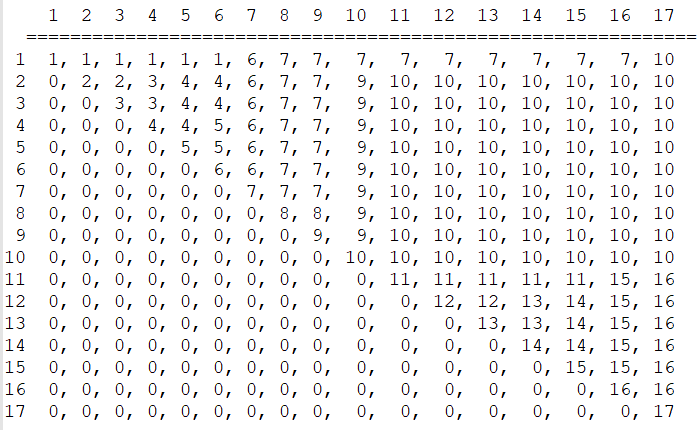 1 2 3 4 5 6 7 8 9 10 11 12 13 14 15 16 17
=============================================================
1 1, 1, 1, 1, 1, 1, 6, 7, 7, 7, 7, 7, 7, 7, 7, 7, 10
2 0, 2, 2, 3, 4, 4, 6, 7, 7, 9, 10, 10, 10, 10, 10, 10, 10
3 0, 0, 3, 3, 4, 4, 6, 7, 7, 9, 10, 10, 10, 10, 10, 10, 10
4 0, 0, 0, 4, 4, 5, 6, 7, 7, 9, 10, 10, 10, 10, 10, 10, 10
5 0, 0, 0, 0, 5, 5, 6, 7, 7, 9, 10, 10, 10, 10, 10, 10, 10
6 0, 0, 0, 0, 0, 6, 6, 7, 7, 9, 10, 10, 10, 10, 10, 10, 10
7 0, 0, 0, 0, 0, 0, 7, 7, 7, 9, 10, 10, 10, 10, 10, 10, 10
8 0, 0, 0, 0, 0, 0, 0, 8, 8, 9, 10, 10, 10, 10, 10, 10, 10
9 0, 0, 0, 0, 0, 0, 0, 0, 9, 9, 10, 10, 10, 10, 10, 10, 10
10 0, 0, 0, 0, 0, 0, 0, 0, 0, 10, 10, 10, 10, 10, 10, 10, 10
11 0, 0, 0, 0, 0, 0, 0, 0, 0, 0, 11, 11, 11, 11, 11, 15, 16
12 0, 0, 0, 0, 0, 0, 0, 0, 0, 0, 0, 12, 12, 13, 14, 15, 16
13 0, 0, 0, 0, 0, 0, 0, 0, 0, 0, 0, 0, 13, 13, 14, 15, 16
14 0, 0, 0, 0, 0, 0, 0, 0, 0, 0, 0, 0, 0, 14, 14, 15, 16
15 0, 0, 0, 0, 0, 0, 0, 0, 0, 0, 0, 0, 0, 0, 15, 15, 16
16 0, 0, 0, 0, 0, 0, 0, 0, 0, 0, 0, 0, 0, 0, 0, 16, 16
17 0, 0, 0, 0, 0, 0, 0, 0, 0, 0, 0, 0, 0, 0, 0, 0, 17